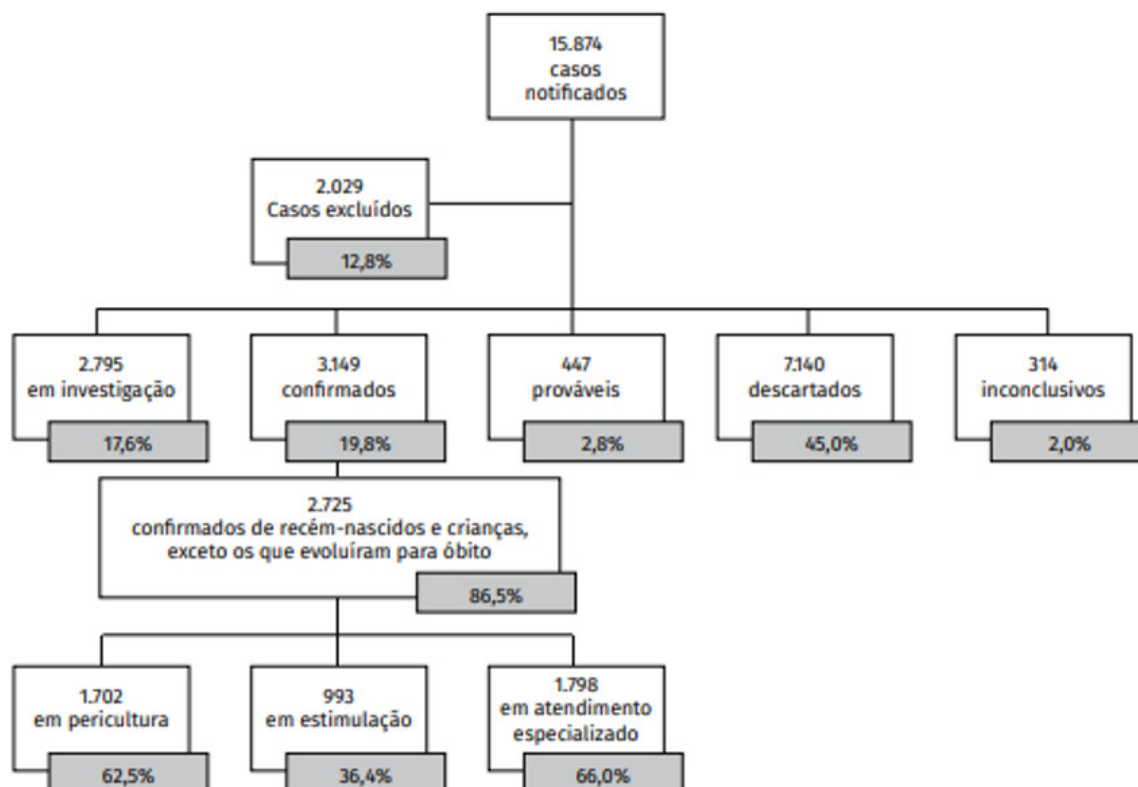 15.874
casos
notificados
2.029
Casos excluídos
12,8%
2.795
em investigação
17,6%
3.149
confirmados
19,8%
447
prováveis
2,8%
7.140
descartados
45,0%
314
inconclusivos
2,0%
2.725
confirmados de recém-nascidos e crianças,
exceto os que evoluíram para óbito
86,5%
1.702
em pericultura
62,5%
993
em estimulação
36,4%
1.798
em atendimento
especializado
66,0%